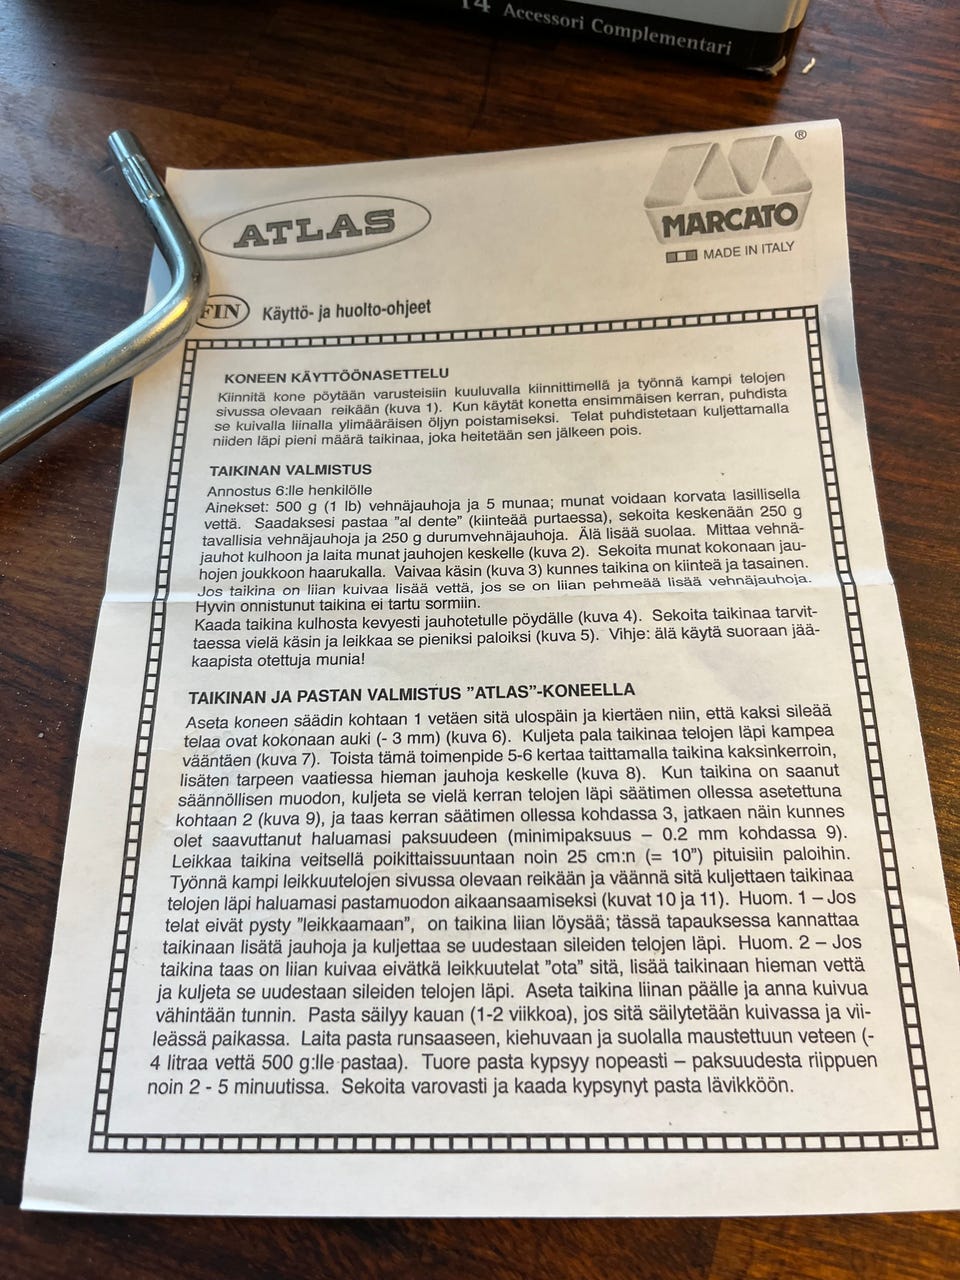 14 Accessori Complementari
ATLAS
®
MARCATO
MADE IN ITALY
FIN Käyttö- ja huolto-ohjeet
KONEEN KÄYTTÖÖNASETTELU
Kiinnitä kone pöytään varusteisiin kuuluvalla kiinnittimellä ja työnnä kampi telojen
sivussa olevaan reikään (kuva 1). Kun käytät konetta ensimmäisen kerran, puhdista
se kuivalla liinalla ylimääräisen öljyn poistamiseksi. Telat puhdistetaan kuljettamalla
niiden läpi pieni määrä taikinaa, joka heitetään sen jälkeen pois.
TAIKINAN VALMISTUS
Annostus 6:lle henkilölle
Ainekset: 500 g (1 lb) vehnäjauhoja ja 5 munaa; munat voidaan korvata lasillisella
vettä. Saadaksesi pastaa "al dente" (kiinteää purtaessa), sekoita keskenään 250 g
tavallisia vehnäjauhoja ja 250 g durumvehnäjauhoja. Älä lisää suolaa. Mittaa vehnä-
jauhot kulhoon ja laita munat jauhojen keskelle (kuva 2). Sekoita munat kokonaan jau-
hojen joukkoon haarukalla. Vaivaa käsin (kuva 3) kunnes taikina on kiinteä ja tasainen.
Jos taikina on liian kuivaa lisää vettä, jos se on liian pehmeää lisää vehnäjauhoja.
Hyvin onnistunut taikina ei tartu sormiin.
Kaada taikina kulhosta kevyesti jauhotetulle pöydälle (kuva 4). Sekoita taikinaa tarvit-
taessa vielä käsin ja leikkaa se pieniksi paloiksi (kuva 5). Vihje: älä käytä suoraan jää-
kaapista otettuja munia!
TAIKINAN JA PASTAN VALMISTUS "ATLAS"-KONEELLA
Aseta koneen säädin kohtaan 1 vetäen sitä ulospäin ja kiertäen niin, että kaksi sileää
telaa ovat kokonaan auki (- 3 mm) (kuva 6). Kuljeta pala taikinaa telojen läpi kampea
vääntäen (kuva 7). Toista tämä toimenpide 5-6 kertaa taittamalla taikina kaksinkerroin,
lisäten tarpeen vaatiessa hieman jauhoja keskelle (kuva 8). Kun taikina on saanut
säännöllisen muodon, kuljeta se vielä kerran telojen läpi säätimen ollessa asetettuna
kohtaan 2 (kuva 9), ja taas kerran säätimen ollessa kohdassa 3, jatkaen näin kunnes
olet saavuttanut haluamasi paksuudeen (minimipaksuus – 0.2 mm kohdassa 9).
Leikkaa taikina veitsellä poikittaissuuntaan noin 25 cm:n (= 10") pituisiin paloihin.
Työnnä kampi leikkuutelojen sivussa olevaan reikään ja väännä sitä kuljettaen taikinaa
telojen läpi haluamasi pastamuodon aikaansaamiseksi (kuvat 10 ja 11). Huom. 1 – Jos
telat eivät pysty "leikkaamaan", on taikina liian löysää; tässä tapauksessa kannattaa
taikinaan lisätä jauhoja ja kuljettaa se uudestaan sileiden telojen läpi. Huom. 2 – Jos
taikina taas on liian kuivaa eivätkä leikkuutelat "ota" sitä, lisää taikinaan hieman vettä
ja kuljeta se uudestaan sileiden telojen läpi. Aseta taikina liinan päälle ja anna kuivua
vähintään tunnin. Pasta säilyy kauan (1-2 viikkoa), jos sitä säilytetään kuivassa ja vii-
leässä paikassa. Laita pasta runsaaseen, kiehuvaan ja suolalla maustettuun veteen (-
4 litraa vettä 500 g:lle pastaa). Tuore pasta kypsyy nopeasti – paksuudesta riippuen
noin 2 - 5 minuutissa. Sekoita varovasti ja kaada kypsynyt pasta lävikköön.